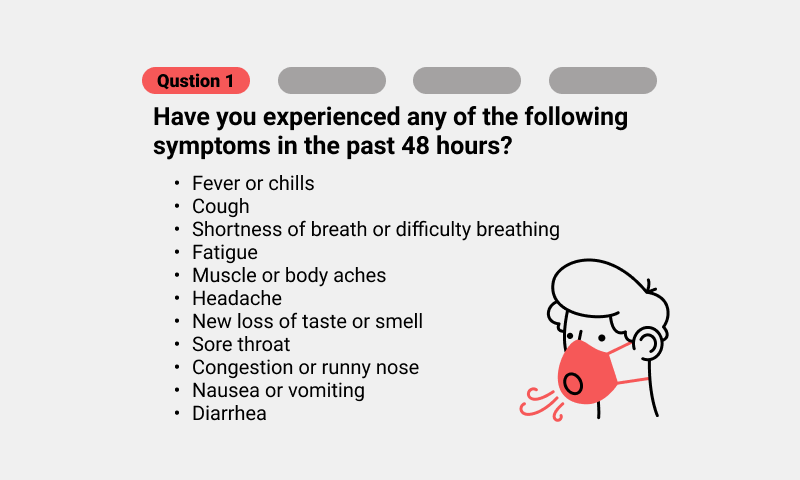 Qustion 1
Have you experienced any of the following
symptoms in the past 48 hours?
• Fever or chills
• Cough
• Shortness of breath or difficulty breathing
• Fatigue
• Muscle or body aches
• Headache
• New loss of taste or smell
• Sore throat
• Congestion or runny nose
• Nausea or vomiting
• Diarrhea